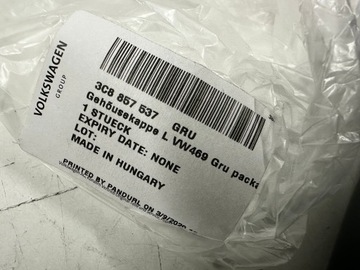 VOLKSWAGEN
GROUP
3C8 857 537 GRU
Gehäusekappe L VW469 Gru packa
1 STUECK
EXPIRY DATE: NONE
LOT:
MADE IN HUNGARY
PRINTED BY PANDURL ON 3/9/2020